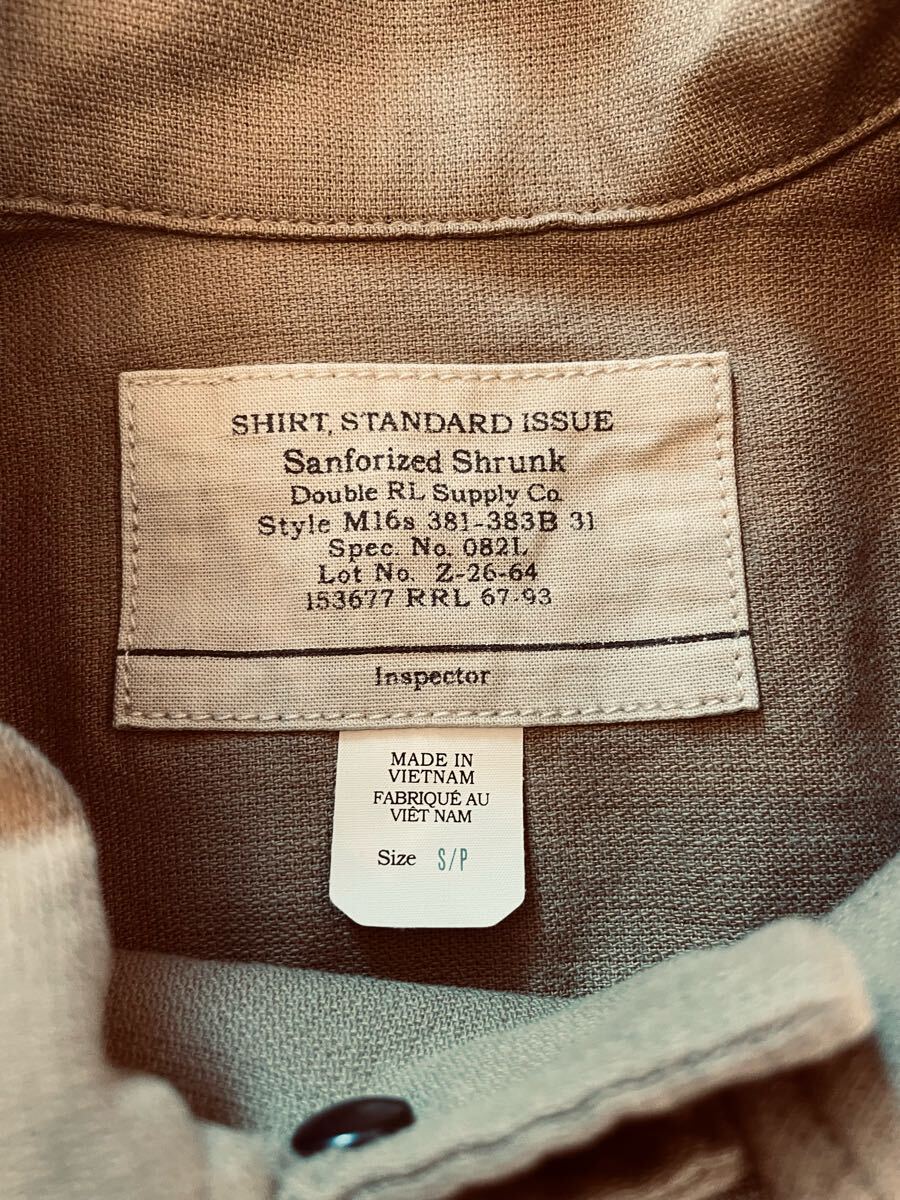 SHIRT, STANDARD ISSUE
Sanforized Shrunk
Double RL Supply Co.
Style M16s 381-383B 31
Spec. No. 082L
Lot No. Z-26-64
153677 RRL 67-93
Inspector
MADE IN
VIETNAM
FABRIQUÉ AU
VIÊT NAM
Size S/P